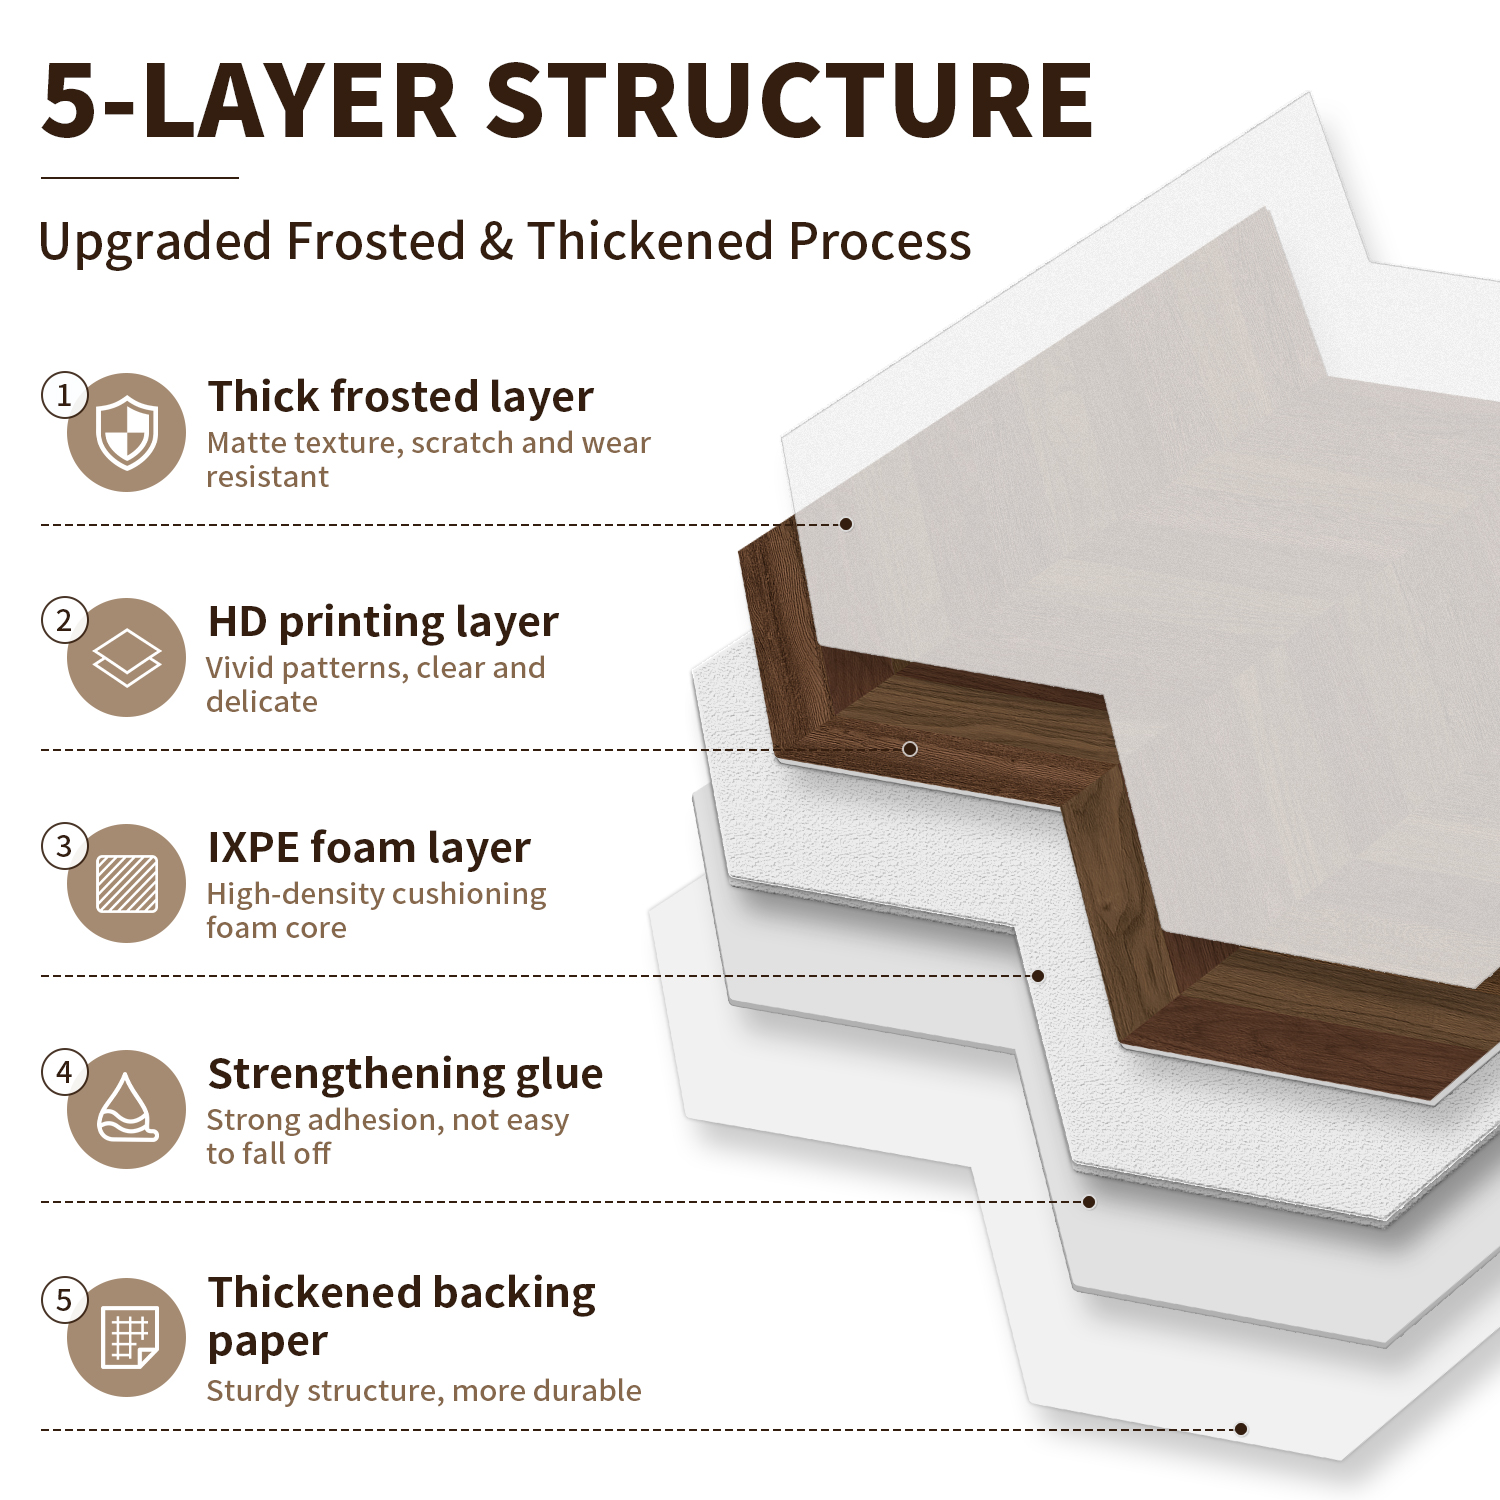 5-LAYER STRUCTURE
Upgraded Frosted & Thickened Process
1
Thick frosted layer
Matte texture, scratch and wear
resistant
2
HD printing layer
Vivid patterns, clear and
delicate
3
IXPE foam layer
High-density cushioning
foam core
4
Strengthening glue
Strong adhesion, not easy
to fall off
5
Thickened backing
paper
Sturdy structure, more durable